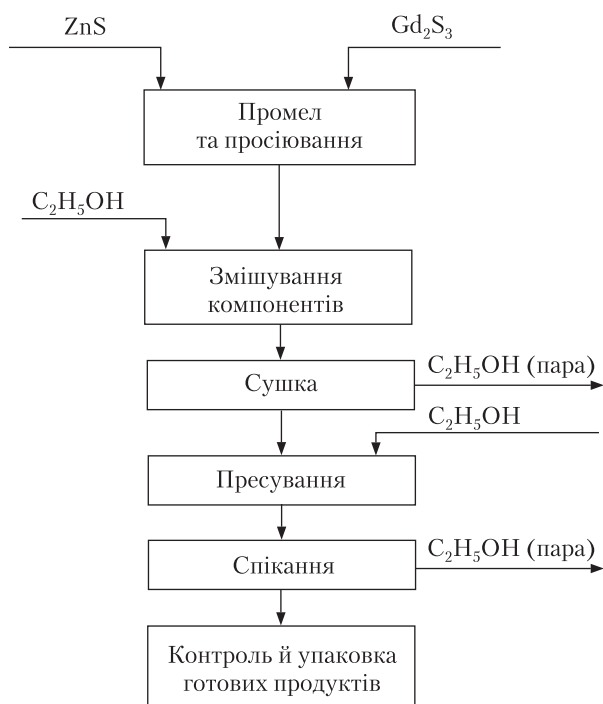 ZnS
Gd₂S₃
Промел
та просіювання
C₂H₅OH
Змішування
компонентів
Сушка
C₂H₅OH (пара)
C₂H₅OH
Пресування
C₂H₅OH (пара)
Спікання
Контроль й упаковка
готових продуктів